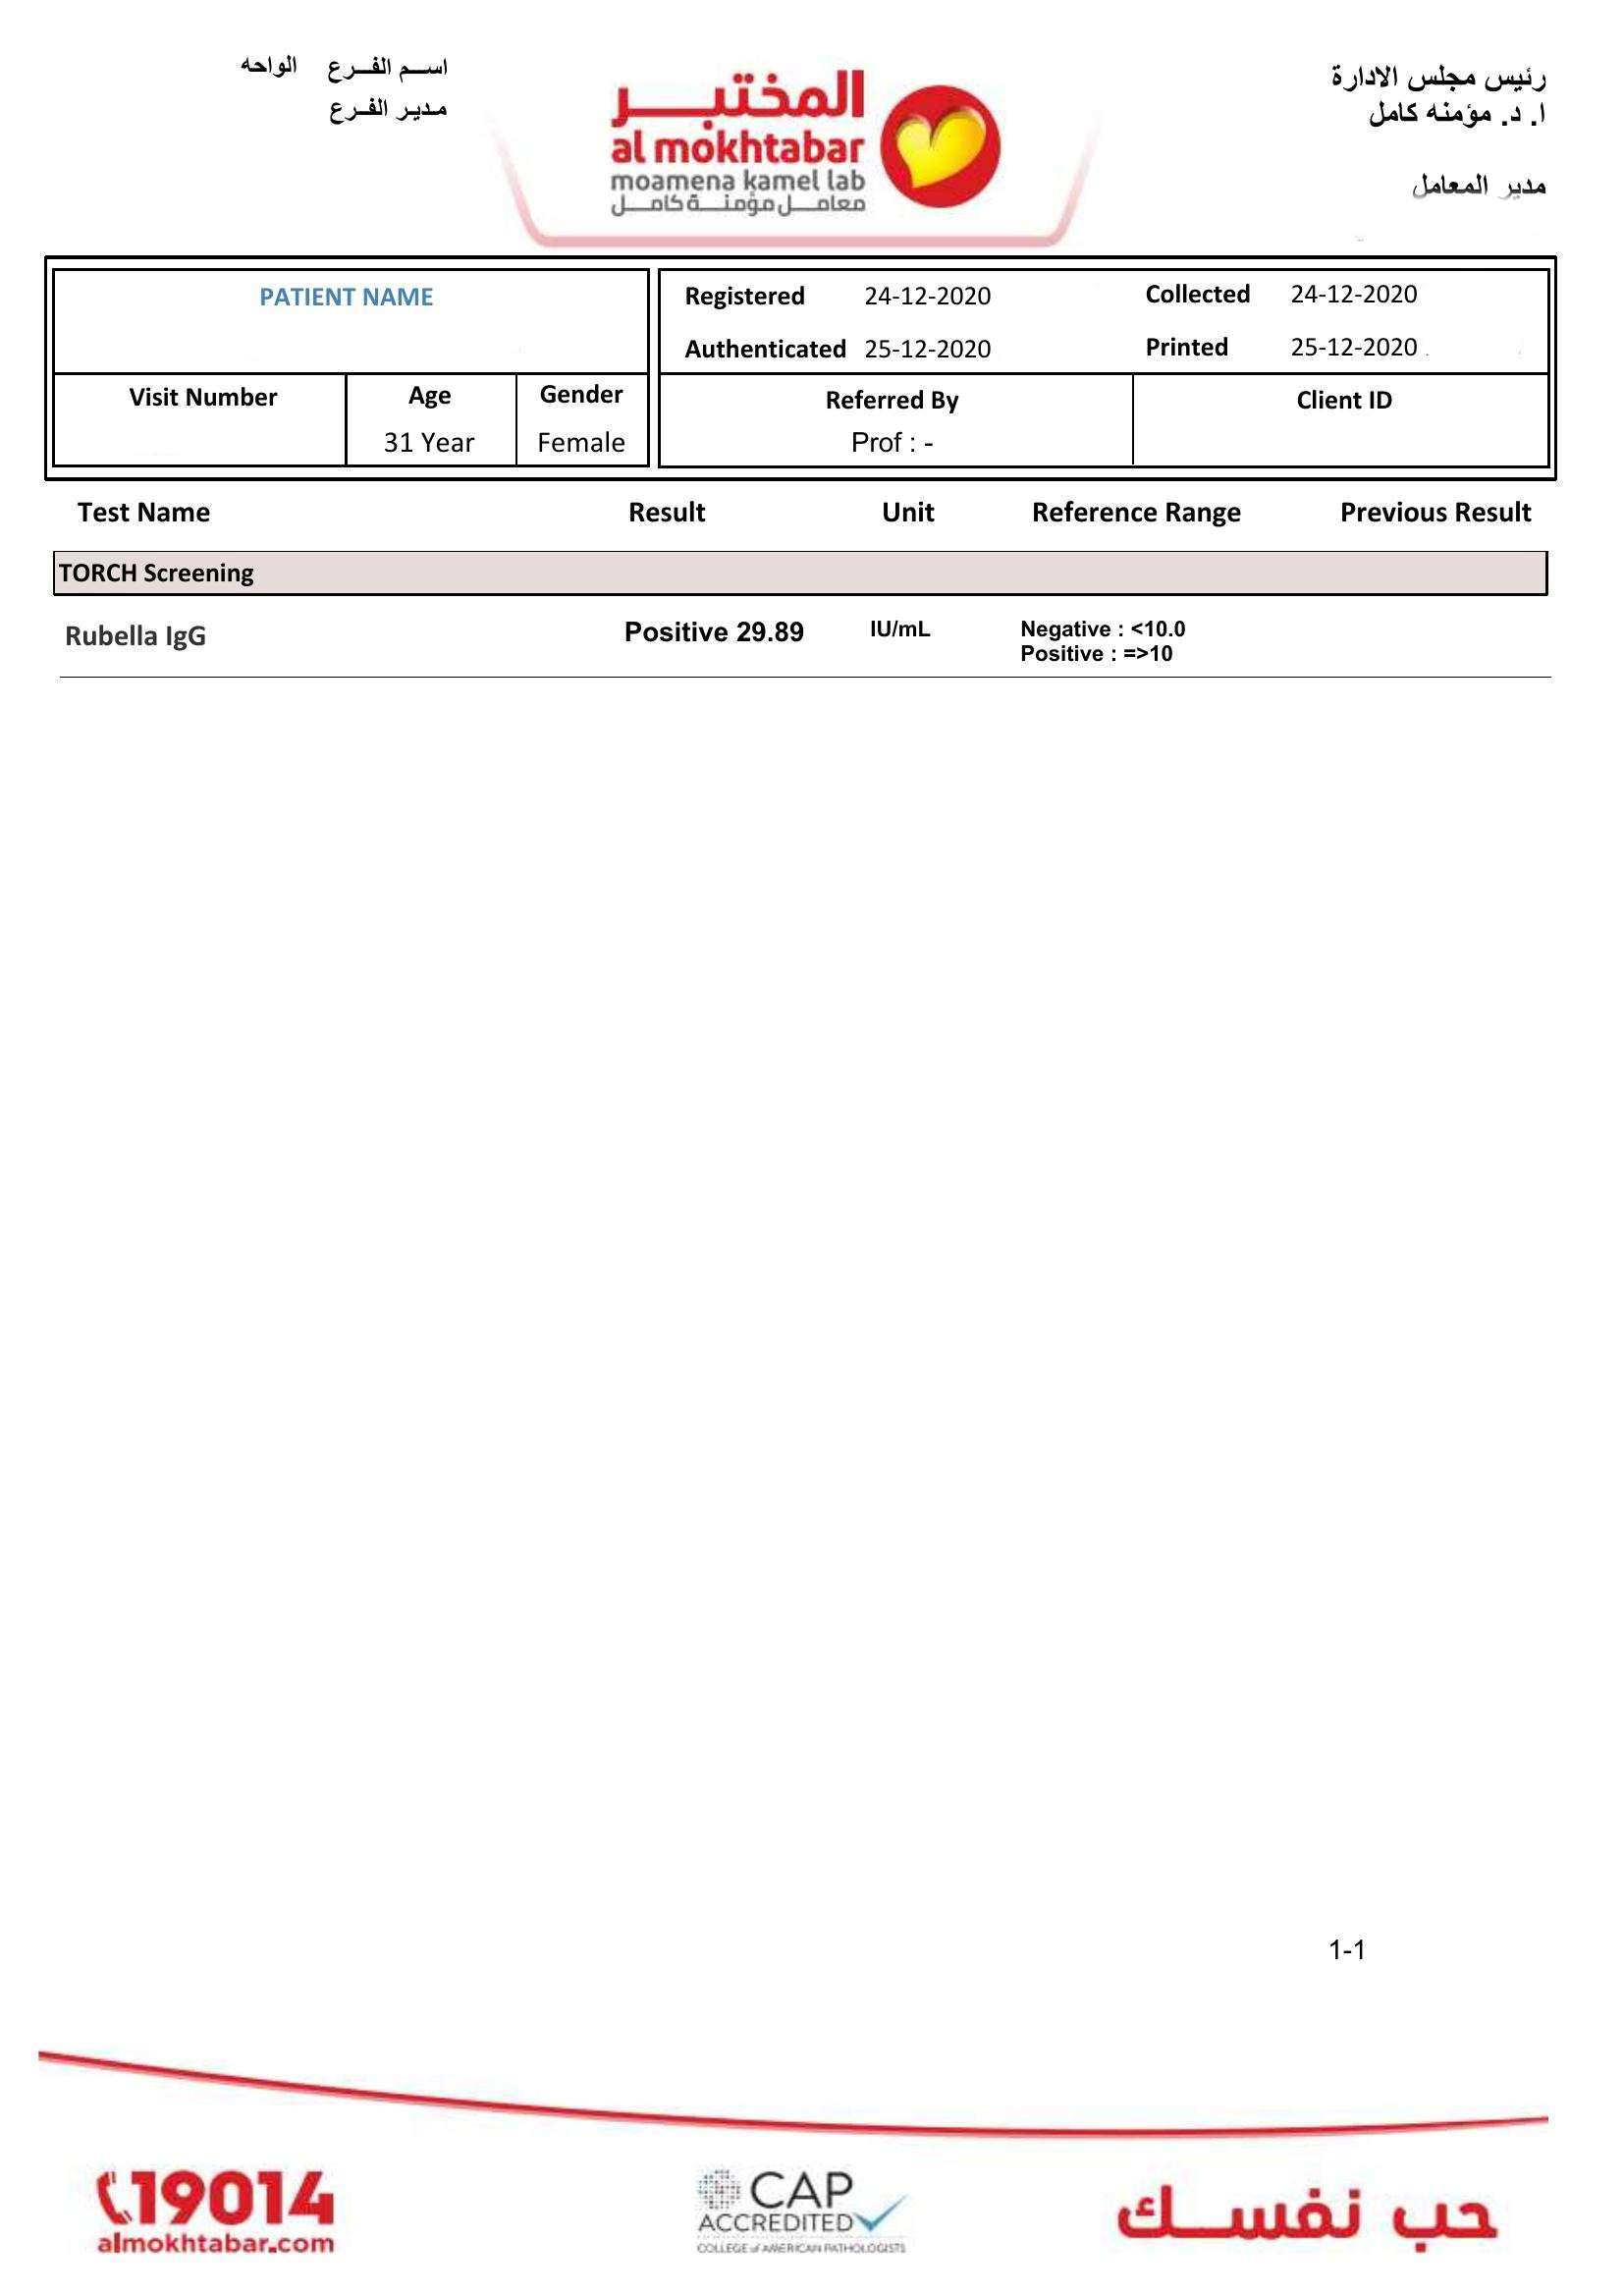 اسم الفرع الواحه
مدير الفرع
المختبر
al mokhtabar
moamena kamel lab
معامل مؤمنة كامل
رئيس مجلس الادارة
ا. د. مؤمنه كامل
مدير المعامل
PATIENT NAME
Registered 24-12-2020 Collected 24-12-2020
Authenticated 25-12-2020 Printed 25-12-2020
Visit Number Age Gender Referred By Client ID
31 Year Female Prof : -
Test Name Result Unit Reference Range Previous Result
TORCH Screening
Rubella IgG Positive 29.89 IU/mL Negative : <10.0
Positive : =>10
1-1
19014
almokhtabar.com
CAP
ACCREDITED
COLLEGE of AMERICAN PATHOLOGISTS
حب نفسك